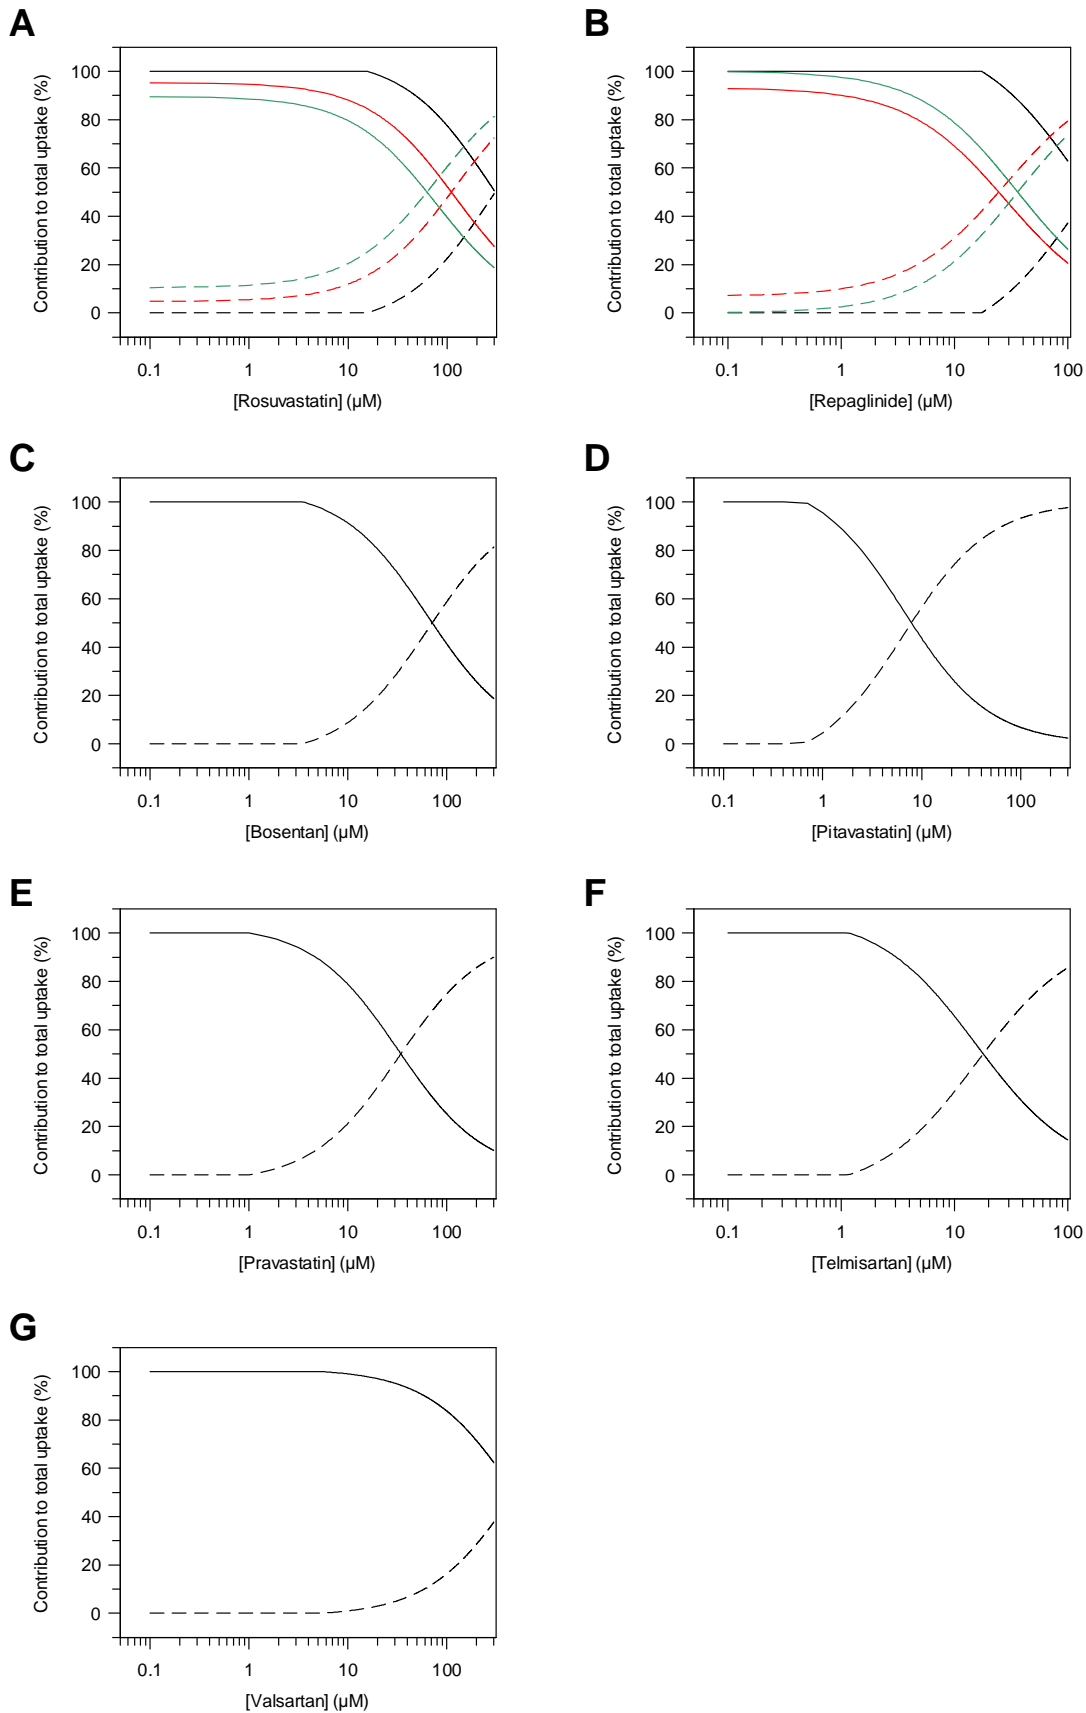 A
Contribution to total uptake (%)
100
80
60
40
20
0
0.1 1 10 100
[Rosuvastatin] (µM)
B
Contribution to total uptake (%)
100
80
60
40
20
0
0.1 1 10 100
[Repaglinide] (µM)
C
Contribution to total uptake (%)
100
80
60
40
20
0
0.1 1 10 100
[Bosentan] (µM)
D
Contribution to total uptake (%)
100
80
60
40
20
0
0.1 1 10 100
[Pitavastatin] (µM)
E
Contribution to total uptake (%)
100
80
60
40
20
0
0.1 1 10 100
[Pravastatin] (µM)
F
Contribution to total uptake (%)
100
80
60
40
20
0
0.1 1 10 100
[Telmisartan] (µM)
G
Contribution to total uptake (%)
100
80
60
40
20
0
0.1 1 10 100
[Valsartan] (µM)